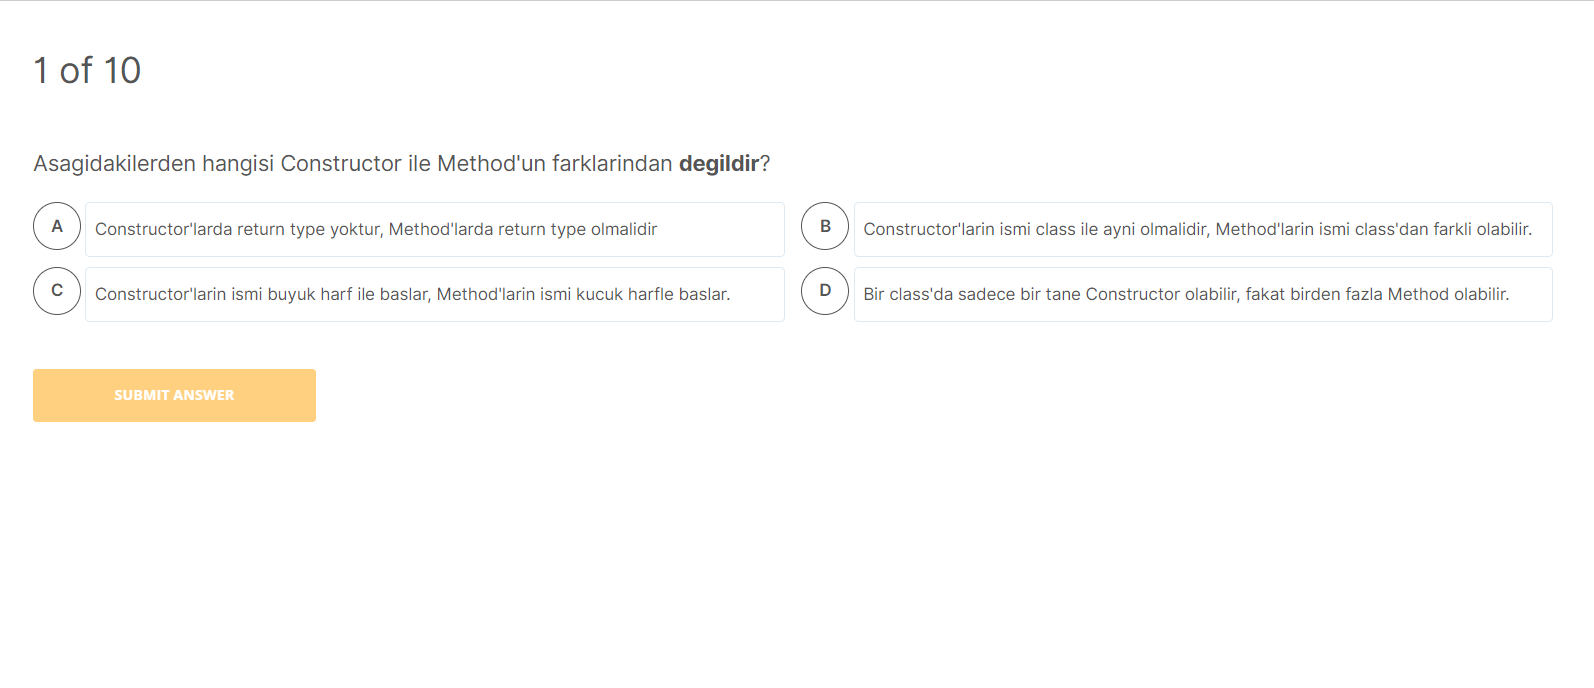 1 of 10
Asagidakilerden hangisi Constructor ile Method'un farklarindan degildir?
A Constructor'larda return type yoktur, Method'larda return type olmalidir
B Constructor'larin ismi class ile ayni olmalidir, Method'larin ismi class'dan farkli olabilir.
C Constructor'larin ismi buyuk harf ile baslar, Method'larin ismi kucuk harfle baslar.
D Bir class'da sadece bir tane Constructor olabilir, fakat birden fazla Method olabilir.
SUBMIT ANSWER